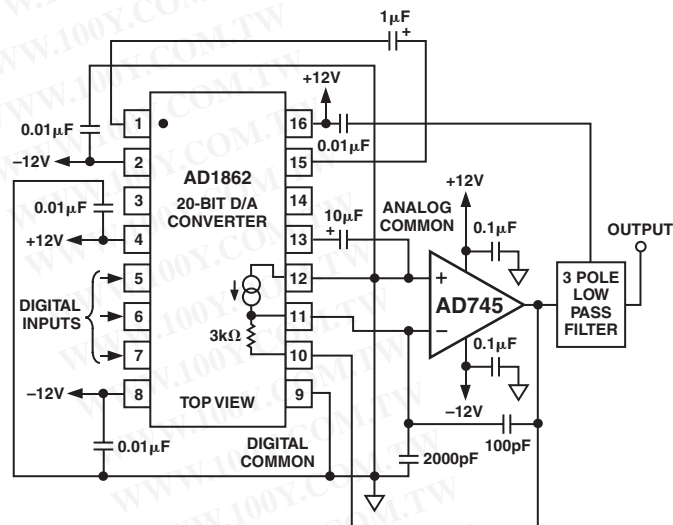 1μF
+
+12V
0.01μF
–12V
0.01μF
+12V
DIGITAL
INPUTS
–12V
0.01μF
1
2
3
4
5
6
7
8
16
15
14
13
12
11
10
9
AD1862
20-BIT D/A
CONVERTER
3kΩ
TOP VIEW
0.01μF
10μF
+
ANALOG
COMMON
+12V
0.1μF
+
–
AD745
0.1μF
–12V
OUTPUT
3 POLE
LOW
PASS
FILTER
DIGITAL
COMMON
2000pF
100pF
WWW.100Y.COM.TW